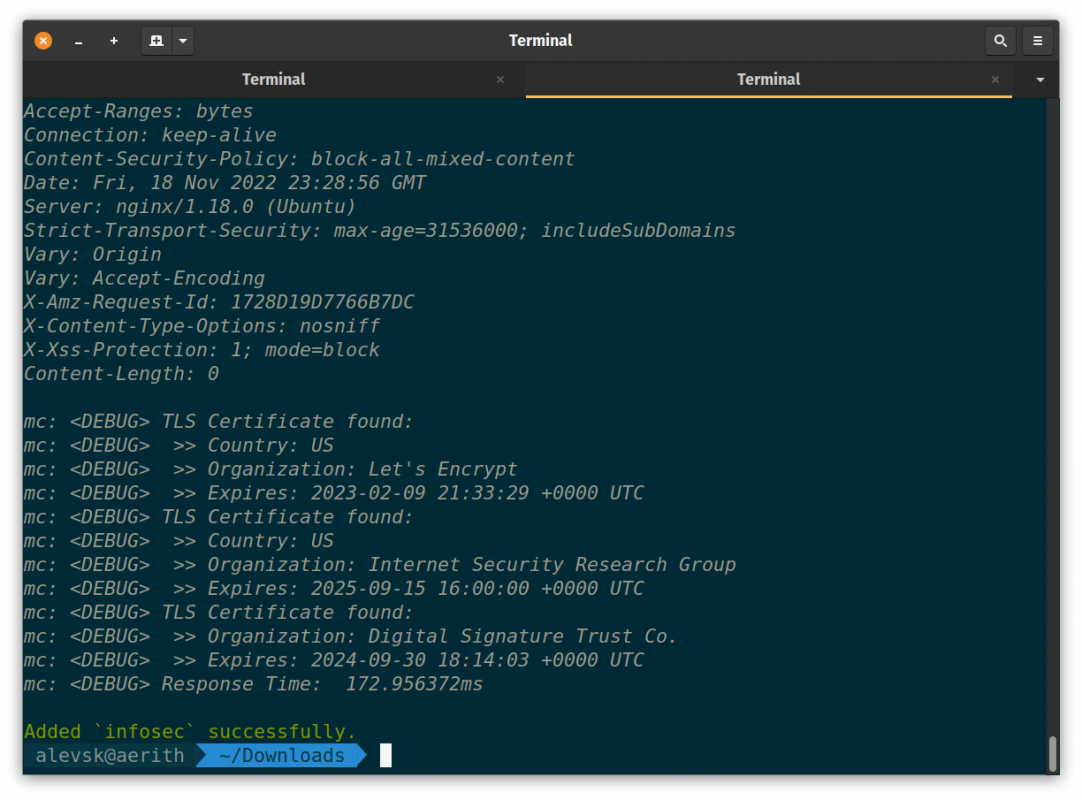 Terminal
Terminal
Terminal
Accept-Ranges: bytes
Connection: keep-alive
Content-Security-Policy: block-all-mixed-content
Date: Fri, 18 Nov 2022 23:28:56 GMT
Server: nginx/1.18.0 (Ubuntu)
Strict-Transport-Security: max-age=31536000; includeSubDomains
Vary: Origin
Vary: Accept-Encoding
X-Amz-Request-Id: 1728D19D7766B7DC
X-Content-Type-Options: nosniff
X-Xss-Protection: 1; mode=block
Content-Length: 0
mc: <DEBUG> TLS Certificate found:
mc: <DEBUG>  >> Country: US
mc: <DEBUG>  >> Organization: Let's Encrypt
mc: <DEBUG>  >> Expires: 2023-02-09 21:33:29 +0000 UTC
mc: <DEBUG> TLS Certificate found:
mc: <DEBUG>  >> Country: US
mc: <DEBUG>  >> Organization: Internet Security Research Group
mc: <DEBUG>  >> Expires: 2025-09-15 16:00:00 +0000 UTC
mc: <DEBUG> TLS Certificate found:
mc: <DEBUG>  >> Organization: Digital Signature Trust Co.
mc: <DEBUG>  >> Expires: 2024-09-30 18:14:03 +0000 UTC
mc: <DEBUG> Response Time:  172.956372ms
Added `infosec` successfully.
alevsk@aerith ~/Downloads